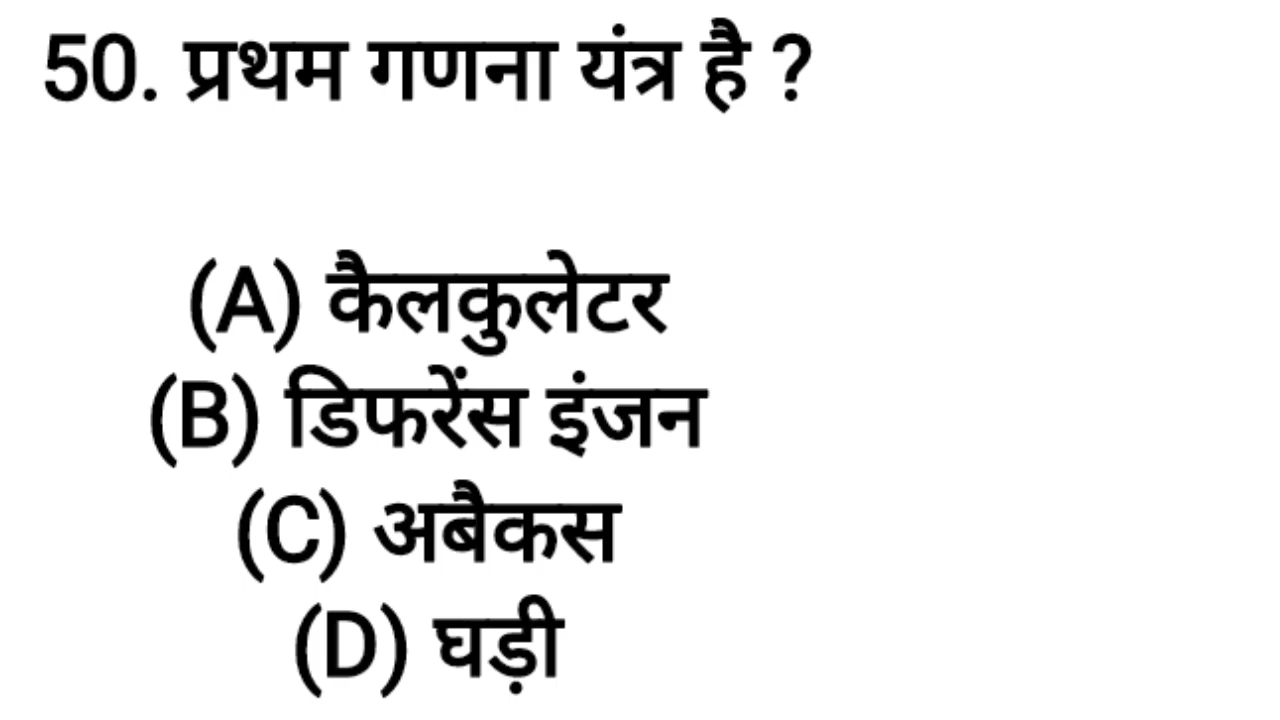 50. प्रथम गणना यंत्र है ?
(A) कैलकुलेटर
(B) डिफरेंस इंजन
(C) अबैकस
(D) घड़ी